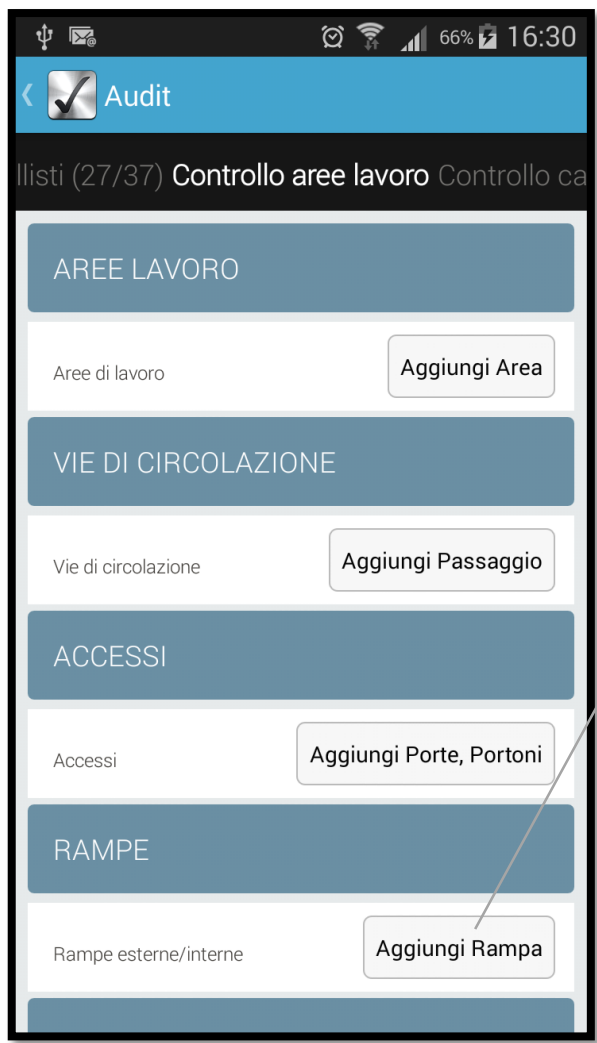 66% 16:30
Audit
llisti (27/37) Controllo aree lavoro Controllo ca
AREE LAVORO
Aree di lavoro Aggiungi Area
VIE DI CIRCOLAZIONE
Vie di circolazione Aggiungi Passaggio
ACCESSI
Accessi Aggiungi Porte, Portoni
RAMPE
Rampe esterne/interne Aggiungi Rampa